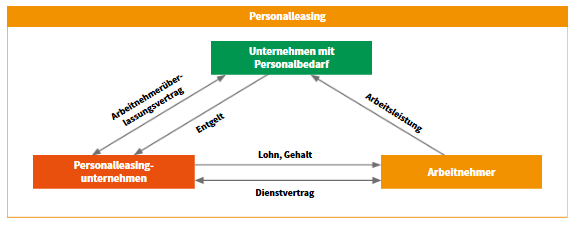 Personalleasing
Unternehmen mit
Personalbedarf
Arbeitnehmerüber-
lassungsvertrag
Entgelt
Arbeitsleistung
Personalleasing-
unternehmen
Lohn, Gehalt
Dienstvertrag
Arbeitnehmer